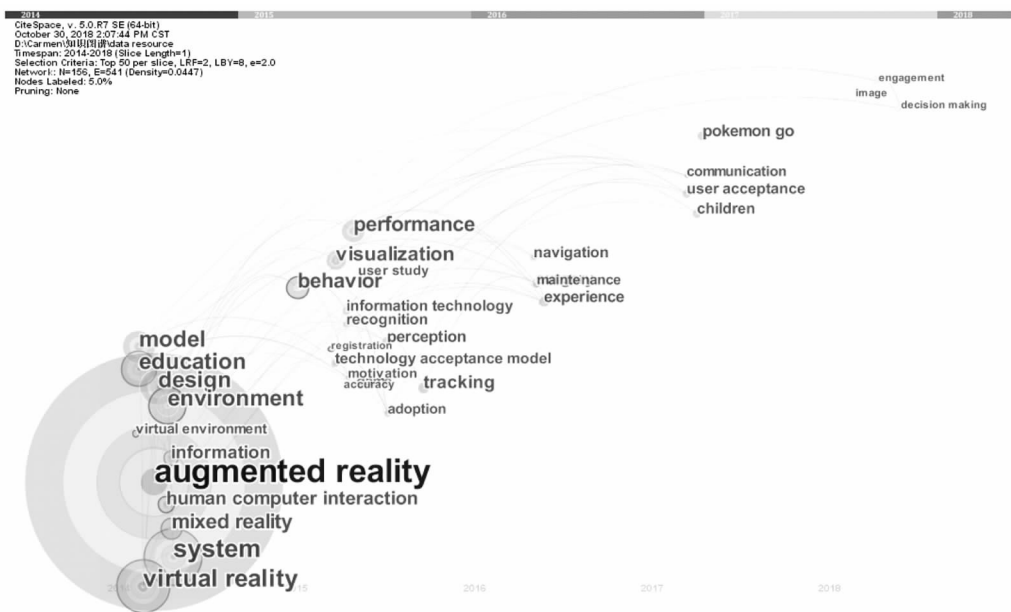 2014 2015 2016 2017 2018
CiteSpace, v. 5.0.R7 SE (64-bit)
October 30, 2018 2:07:44 PM CST
D:\Carmen\data resource
Timespan: 2014-2018 (Slice Length=1)
Selection Criteria: Top 50 per slice, LRF=2, LBY=8, e=2.0
Network: N=156, E=541 (Density=0.0447)
Nodes Labeled: 5.0%
Pruning: None
engagement
image
decision making
pokemon go
communication
user acceptance
children
performance
visualization
navigation
user study
behavior
maintenance
experience
information technology
recognition
perception
model
registration
education
technology acceptance model
design
motivation
accuracy
tracking
environment
adoption
virtual environment
information
augmented reality
human computer interaction
mixed reality
system
virtual reality
2014 2015 2016 2017 2018